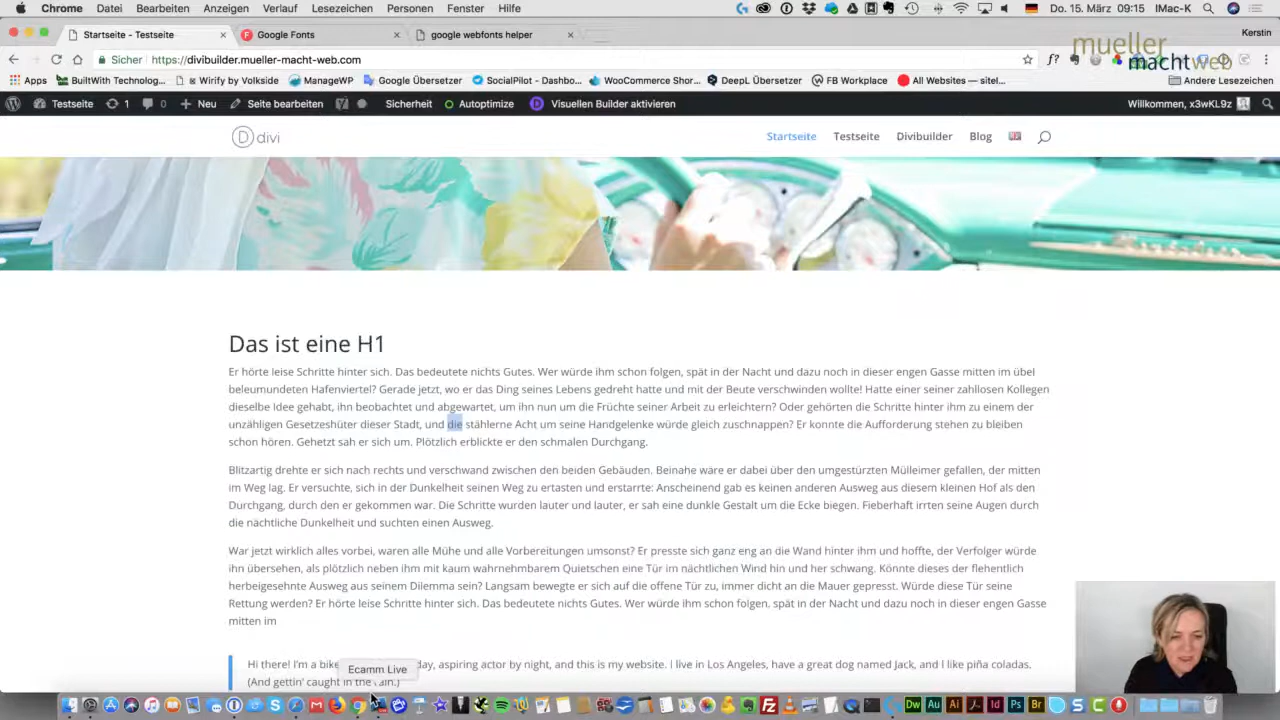 Chrome Datei Bearbeiten Anzeigen Verlauf Lesezeichen Personen Fenster Hilfe Do. 15. März 09:15 IMac-K
Startseite - Testseite Google Fonts google webfonts helper Kerstin
mueller
macht web
Sicher https://divibuilder.mueller-macht-web.com
Apps BuiltWith Technolog... Wirify by Volkside ManageWP Google Übersetzer SocialPilot - Dashbo... WooCommerce Shor... DeepL Übersetzer FB Workplace All Websites – sitel... Andere Lesezeichen
Testseite 1 0 Neu Seite bearbeiten Sicherheit Autoptimize Visuellen Builder aktivieren Willkommen, x3wKL9z
divi Startseite Testseite Divibuilder Blog
Das ist eine H1
Er hörte leise Schritte hinter sich. Das bedeutete nichts Gutes. Wer würde ihm schon folgen, spät in der Nacht und dazu noch in dieser engen Gasse mitten im übel
beleumundeten Hafenviertel? Gerade jetzt, wo er das Ding seines Lebens gedreht hatte und mit der Beute verschwinden wollte! Hatte einer seiner zahllosen Kollegen
dieselbe Idee gehabt, ihn beobachtet und abgewartet, um ihn nun um die Früchte seiner Arbeit zu erleichtern? Oder gehörten die Schritte hinter ihm zu einem der
unzähligen Gesetzeshüter dieser Stadt, und die stählerne Acht um seine Handgelenke würde gleich zuschnappen? Er konnte die Aufforderung stehen zu bleiben
schon hören. Gehetzt sah er sich um. Plötzlich erblickte er den schmalen Durchgang.
Blitzartig drehte er sich nach rechts und verschwand zwischen den beiden Gebäuden. Beinahe wäre er dabei über den umgestürzten Mülleimer gefallen, der mitten
im Weg lag. Er versuchte, sich in der Dunkelheit seinen Weg zu ertasten und erstarrte: Anscheinend gab es keinen anderen Ausweg aus diesem kleinen Hof als den
Durchgang, durch den er gekommen war. Die Schritte wurden lauter und lauter, er sah eine dunkle Gestalt um die Ecke biegen. Fieberhaft irrten seine Augen durch
die nächtliche Dunkelheit und suchten einen Ausweg.
War jetzt wirklich alles vorbei, waren alle Mühe und alle Vorbereitungen umsonst? Er presste sich ganz eng an die Wand hinter ihm und hoffte, der Verfolger würde
ihn übersehen, als plötzlich neben ihm mit kaum wahrnehmbarem Quietschen eine Tür im nächtlichen Wind hin und her schwang. Könnte dieses der flehentlich
herbeigesehnte Ausweg aus seinem Dilemma sein? Langsam bewegte er sich auf die offene Tür zu, immer dicht an die Mauer gepresst. Würde diese Tür seine
Rettung werden? Er hörte leise Schritte hinter sich. Das bedeutete nichts Gutes. Wer würde ihm schon folgen, spät in der Nacht und dazu noch in dieser engen Gasse
mitten im
Hi there! I'm a bike day, aspiring actor by night, and this is my website. I live in Los Angeles, have a great dog named Jack, and I like piña coladas.
Ecamm Live
(And gettin' caught in the rain.)
Dw Au Ai Id Ps Br